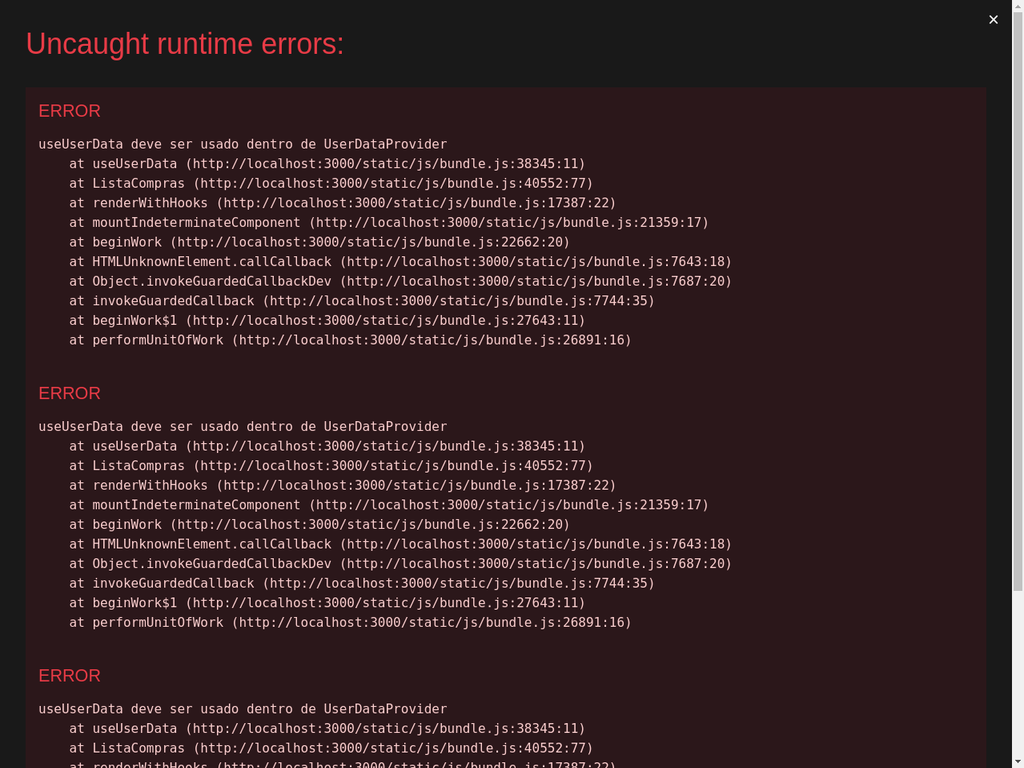 ×
Uncaught runtime errors:
ERROR
useUserData deve ser usado dentro de UserDataProvider
at useUserData (http://localhost:3000/static/js/bundle.js:38345:11)
at ListaCompras (http://localhost:3000/static/js/bundle.js:40552:77)
at renderWithHooks (http://localhost:3000/static/js/bundle.js:17387:22)
at mountIndeterminateComponent (http://localhost:3000/static/js/bundle.js:21359:17)
at beginWork (http://localhost:3000/static/js/bundle.js:22662:20)
at HTMLUnknownElement.callCallback (http://localhost:3000/static/js/bundle.js:7643:18)
at Object.invokeGuardedCallbackDev (http://localhost:3000/static/js/bundle.js:7687:20)
at invokeGuardedCallback (http://localhost:3000/static/js/bundle.js:7744:35)
at beginWork$1 (http://localhost:3000/static/js/bundle.js:27643:11)
at performUnitOfWork (http://localhost:3000/static/js/bundle.js:26891:16)
ERROR
useUserData deve ser usado dentro de UserDataProvider
at useUserData (http://localhost:3000/static/js/bundle.js:38345:11)
at ListaCompras (http://localhost:3000/static/js/bundle.js:40552:77)
at renderWithHooks (http://localhost:3000/static/js/bundle.js:17387:22)
at mountIndeterminateComponent (http://localhost:3000/static/js/bundle.js:21359:17)
at beginWork (http://localhost:3000/static/js/bundle.js:22662:20)
at HTMLUnknownElement.callCallback (http://localhost:3000/static/js/bundle.js:7643:18)
at Object.invokeGuardedCallbackDev (http://localhost:3000/static/js/bundle.js:7687:20)
at invokeGuardedCallback (http://localhost:3000/static/js/bundle.js:7744:35)
at beginWork$1 (http://localhost:3000/static/js/bundle.js:27643:11)
at performUnitOfWork (http://localhost:3000/static/js/bundle.js:26891:16)
ERROR
useUserData deve ser usado dentro de UserDataProvider
at useUserData (http://localhost:3000/static/js/bundle.js:38345:11)
at ListaCompras (http://localhost:3000/static/js/bundle.js:40552:77)
at renderWithHooks (http://localhost:3000/static/js/bundle.js:17387:22)